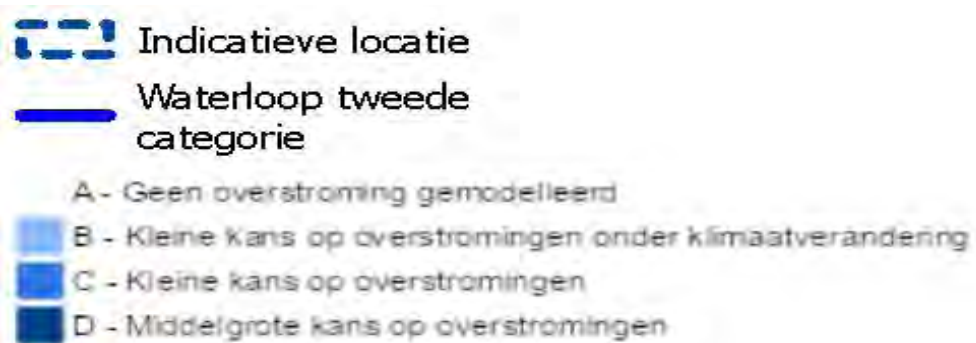 Indicatieve locatie
Waterloop tweede
categorie
A - Geen overstroming gemodelleerd
B - Kleine kans op overstromingen onder klimaatverandering
C - Kleine kans op overstromingen
D - Middelgrote kans op overstromingen